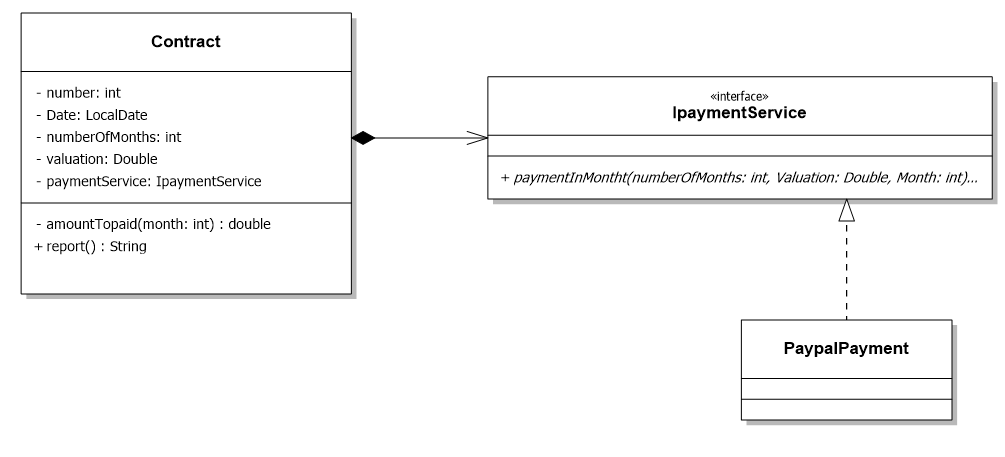 Contract
- number: int
- Date: LocalDate
- numberOfMonths: int
- valuation: Double
- paymentService: IpaymentService
- amountTopaid(month: int) : double
+ report() : String
«interface»
IpaymentService
+ paymentInMontht(numberOfMonths: int, Valuation: Double, Month: int)...
PaypalPayment